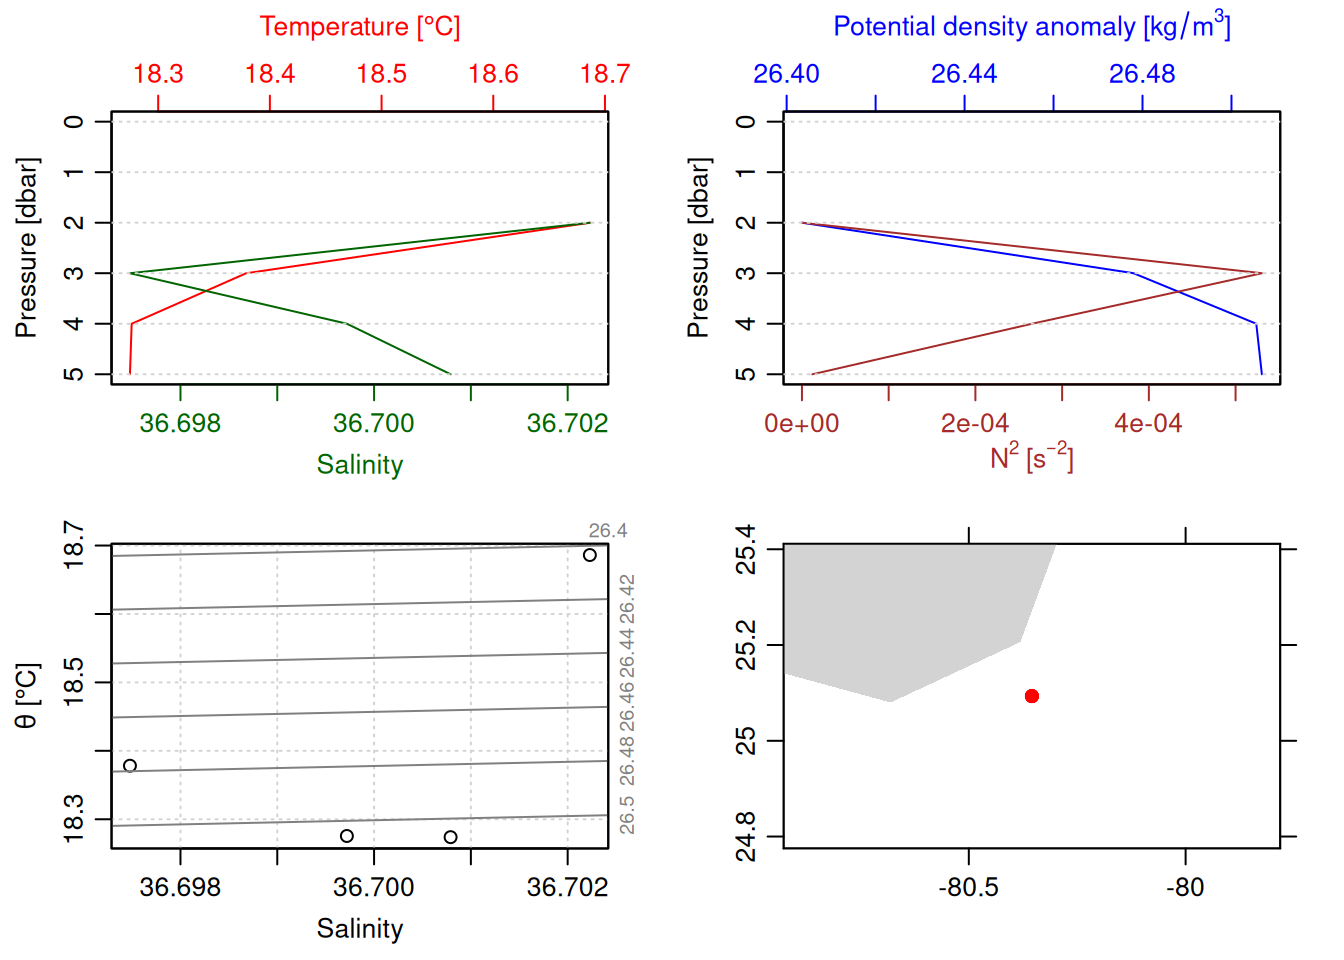 Temperature [°C]
18.3 18.4 18.5 18.6 18.7
Pressure [dbar]
0
1
2
3
4
5
36.698 36.700 36.702
Salinity
Potential density anomaly [kg/m³]
26.40 26.44 26.48
Pressure [dbar]
0
1
2
3
4
5
0e+00 2e-04 4e-04
N² [s⁻²]
θ [°C]
18.7
18.5
18.3
26.4
26.42
26.44
26.46
26.48
26.5
36.698 36.700 36.702
Salinity
25.4
25.2
25
24.8
-80.5 -80